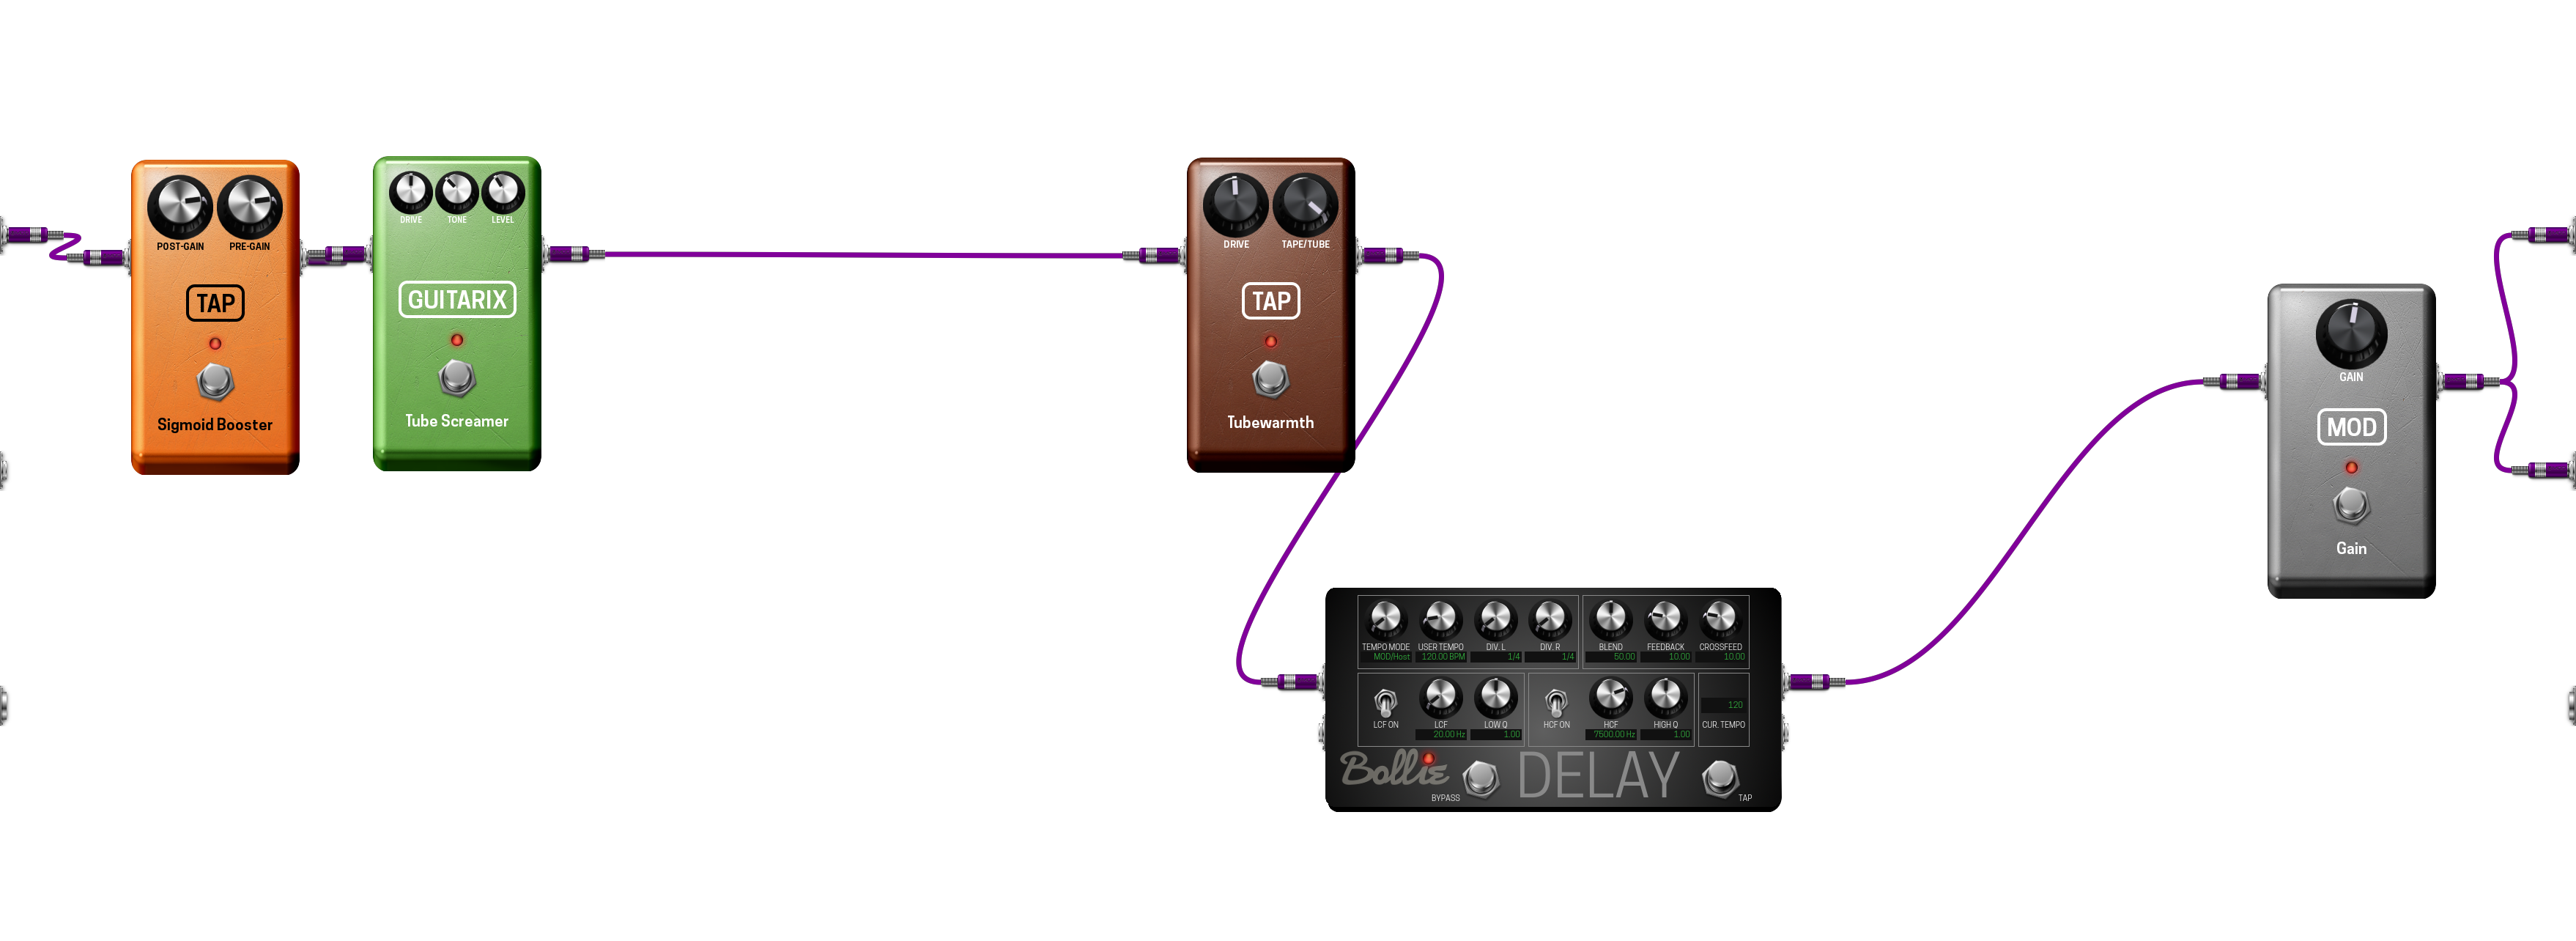 POST-GAIN PRE-GAIN
TAP
Sigmoid Booster
DRIVE TONE LEVEL
GUITARIX
Tube Screamer
DRIVE TAPE/TUBE
TAP
Tubewarmth
TEMPO MODE USER TEMPO DIV. L DIV. R BLEND FEEDBACK CROSSFEED
MOD/Host 120.00 BPM 1/4 1/4 50.00 10.00 10.00
120
LCF ON LCF LOW Q HCF ON HCF HIGH Q CUR. TEMPO
20.00 Hz 1.00 7500.00 Hz 1.00
Bollie DELAY
BYPASS TAP
GAIN
MOD
Gain